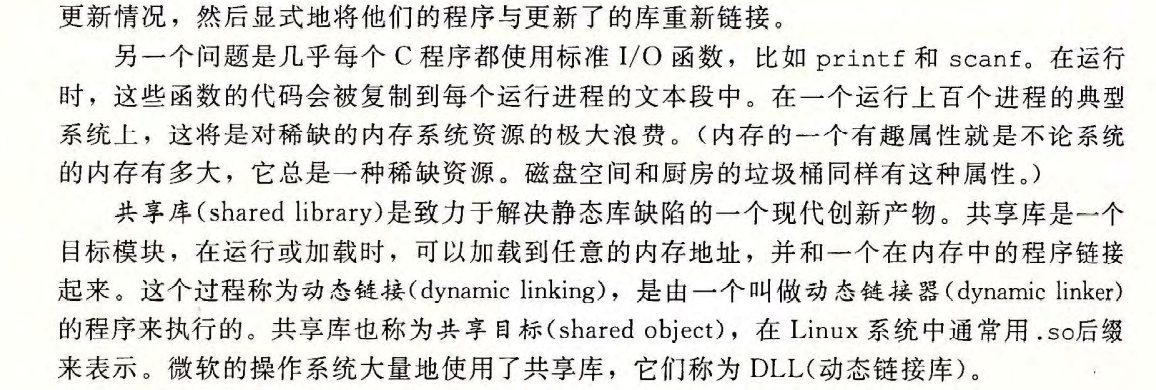 更新情况，然后显式地将他们的程序与更新了的库重新链接。
另一个问题是几乎每个 C 程序都使用标准 I/O 函数，比如 printf 和 scanf。在运行
时，这些函数的代码会被复制到每个运行进程的文本段中。在一个运行上百个进程的典型
系统上，这将是对稀缺的内存系统资源的极大浪费。（内存的一个有趣属性就是不论系统
的内存有多大，它总是一种稀缺资源。磁盘空间和厨房的垃圾桶同样有这种属性。）
共享库(shared library)是致力于解决静态库缺陷的一个现代创新产物。共享库是一个
目标模块，在运行或加载时，可以加载到任意的内存地址，并和一个在内存中的程序链接
起来。这个过程称为动态链接(dynamic linking)，是由一个叫做动态链接器(dynamic linker)
的程序来执行的。共享库也称为共享目标(shared object)，在 Linux 系统中通常用.so后缀
来表示。微软的操作系统大量地使用了共享库，它们称为 DLL(动态链接库)。